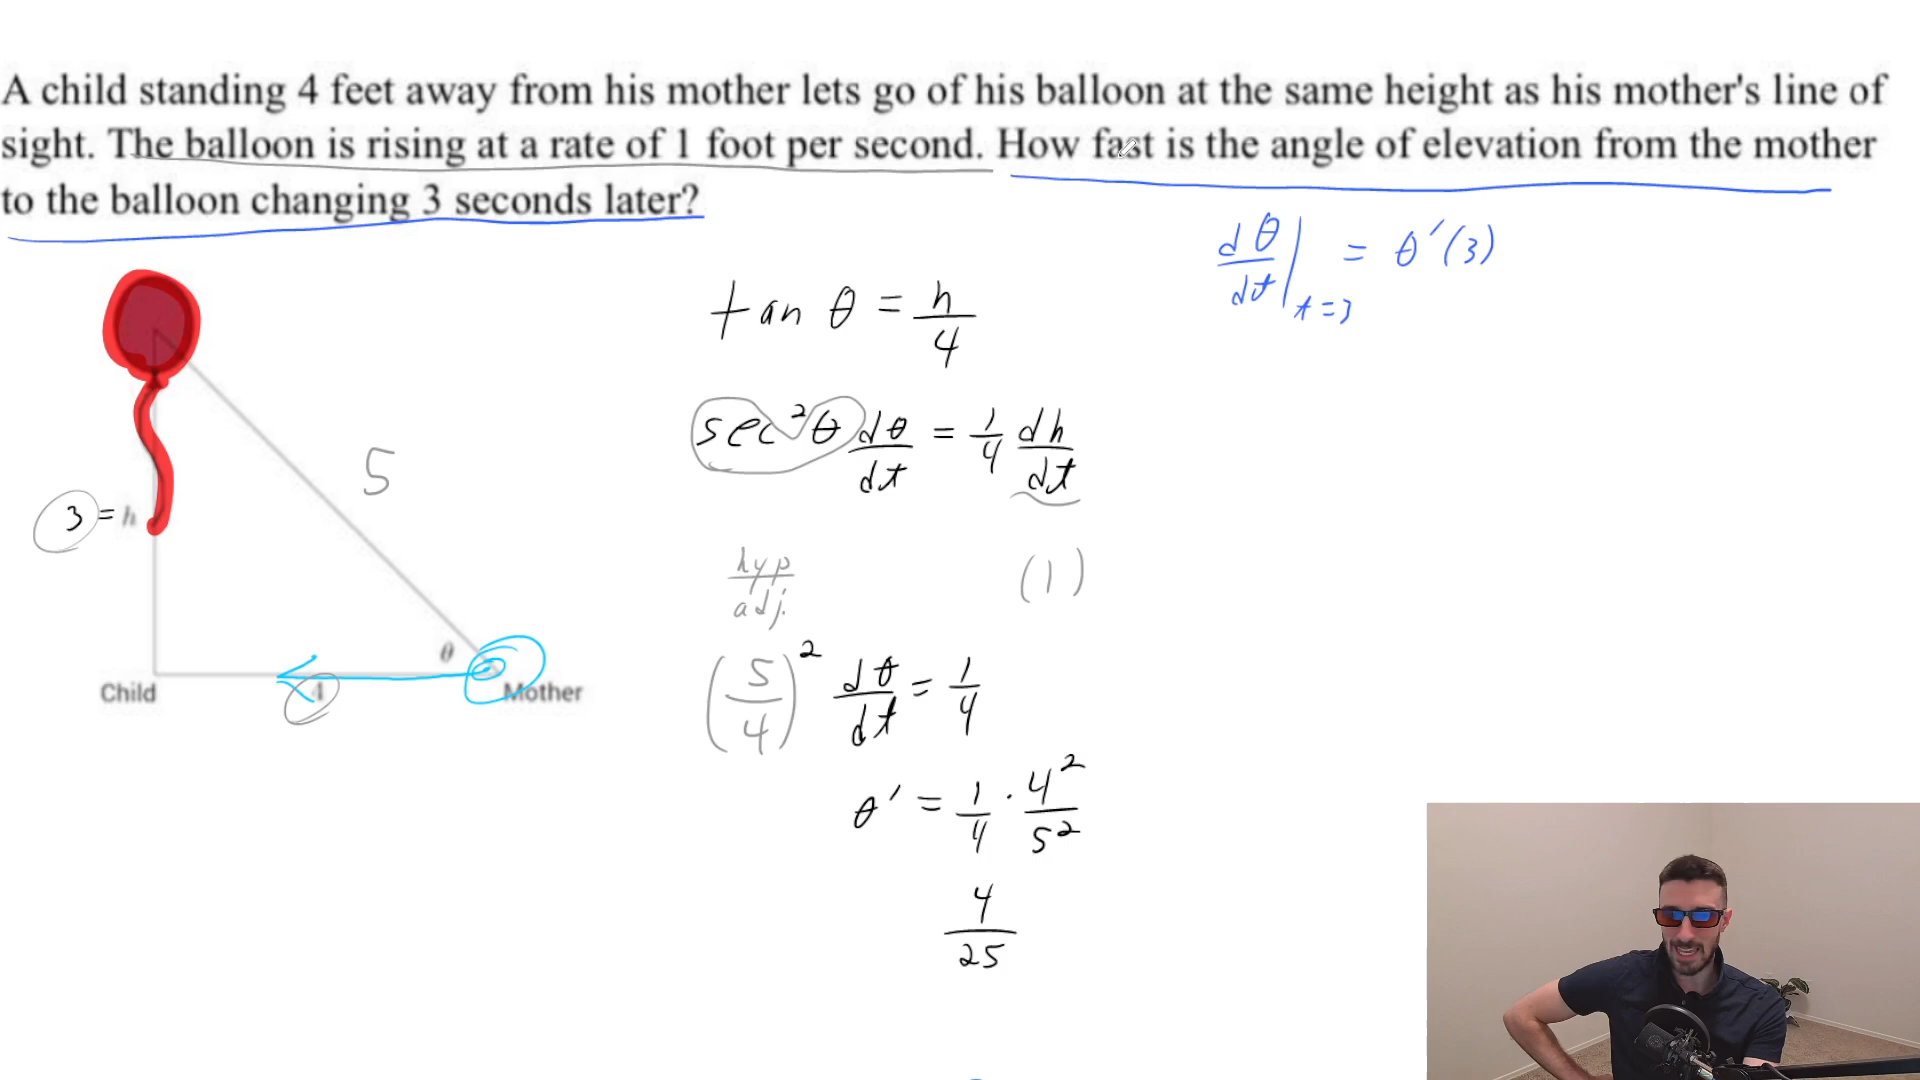 A child standing 4 feet away from his mother lets go of his balloon at the same height as his mother's line of
sight. The balloon is rising at a rate of 1 foot per second. How fast is the angle of elevation from the mother
to the balloon changing 3 seconds later?
dθ/dt |t=3 = θ′(3)
tan θ = h/4
sec²θ dθ/dt = 1/4 dh/dt
5
3 = h
hyp/adj. (1)
θ
Child 4 Mother
(5/4)² dθ/dt = 1/4
θ′ = 1/4 · 4²/5²
4/25